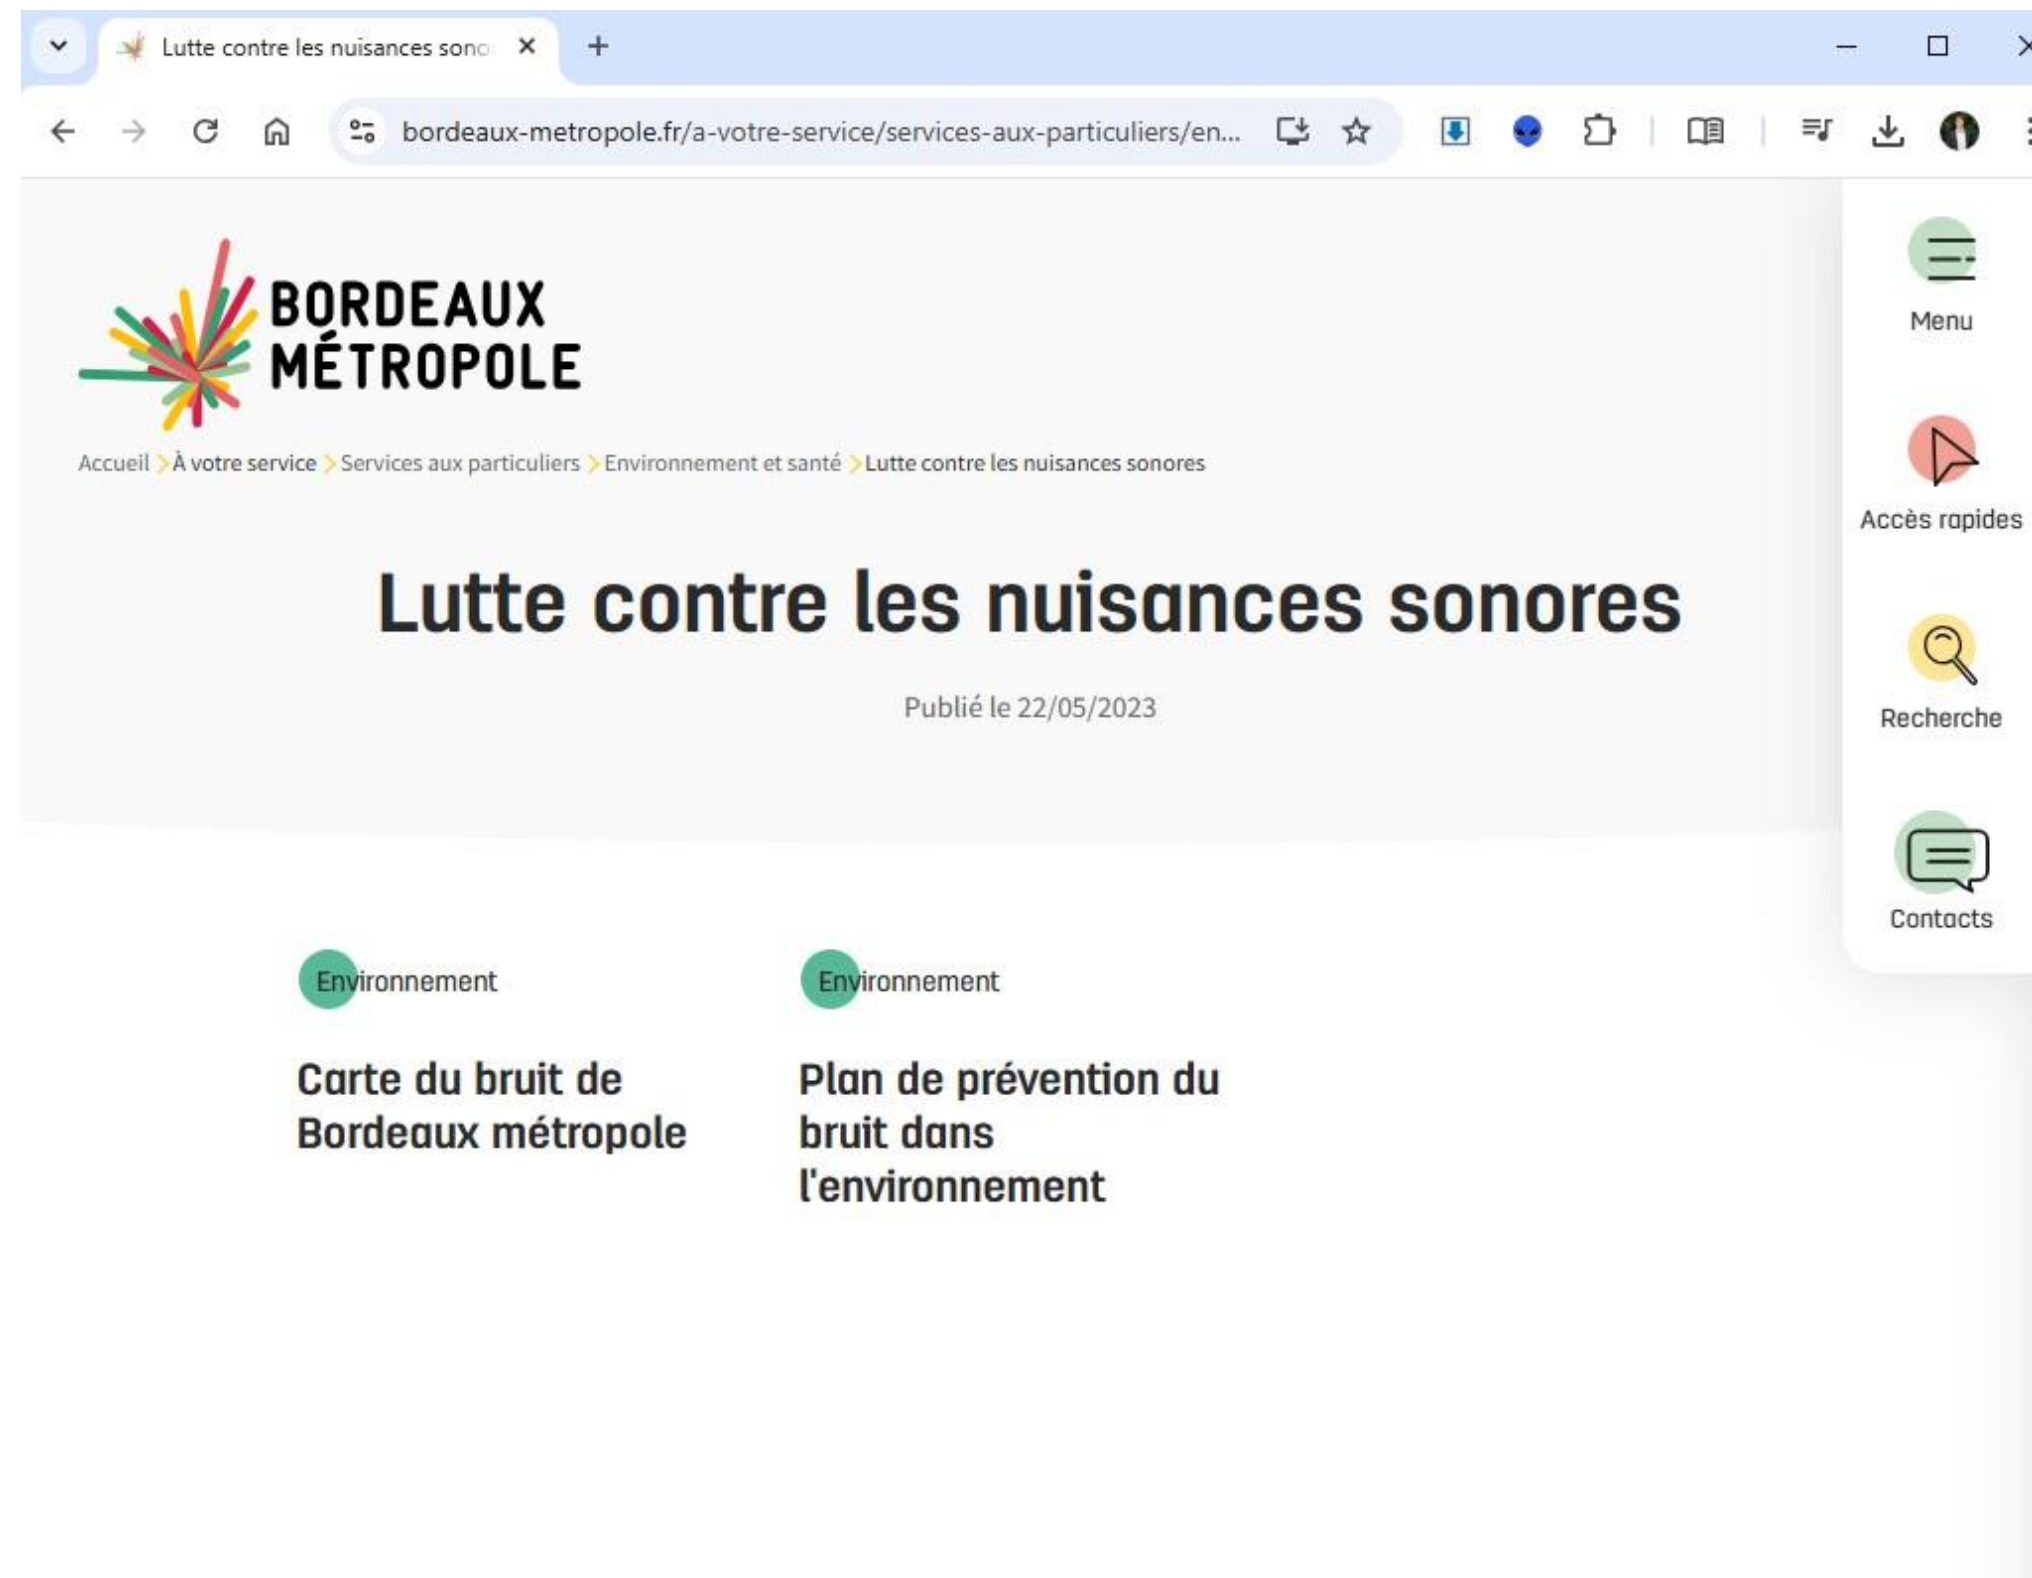 Lutte contre les nuisances sono
bordeaux-metropole.fr/a-votre-service/services-aux-particuliers/en...
BORDEAUX
MÉTROPOLE
Menu
Accueil > À votre service > Services aux particuliers > Environnement et santé > Lutte contre les nuisances sonores
Accès rapides
Lutte contre les nuisances sonores
Publié le 22/05/2023
Recherche
Contacts
Environnement
Carte du bruit de
Bordeaux métropole
Environnement
Plan de prévention du
bruit dans
l'environnement